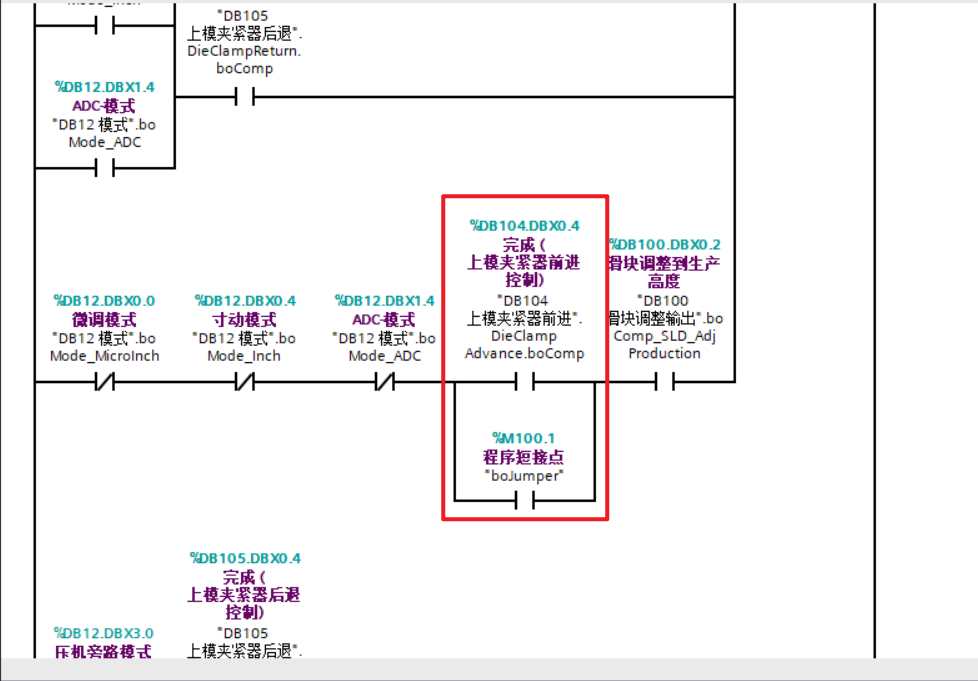 "DB105
上模夹紧器后退".
DieClampReturn.
boComp
%DB12.DBX1.4
ADC-模式
"DB12 模式".bo
Mode_ADC
%DB104.DBX0.4
完成 (
上模夹紧器前进
控制)
"DB104
上模夹紧器前进".
DieClamp
Advance.boComp
%DB100.DBX0.2
滑块调整到生产
高度
"DB100
滑块调整输出".bo
Comp_SLD_Adj
Production
%DB12.DBX0.0
微调模式
"DB12 模式".bo
Mode_MicroInch
%DB12.DBX0.4
寸动模式
"DB12 模式".bo
Mode_Inch
%DB12.DBX1.4
ADC-模式
"DB12 模式".bo
Mode_ADC
%M100.1
程序短接点
"boJumper"
%DB105.DBX0.4
完成 (
上模夹紧器后退
控制)
"DB105
上模夹紧器后退".
%DB12.DBX3.0
压机旁路模式